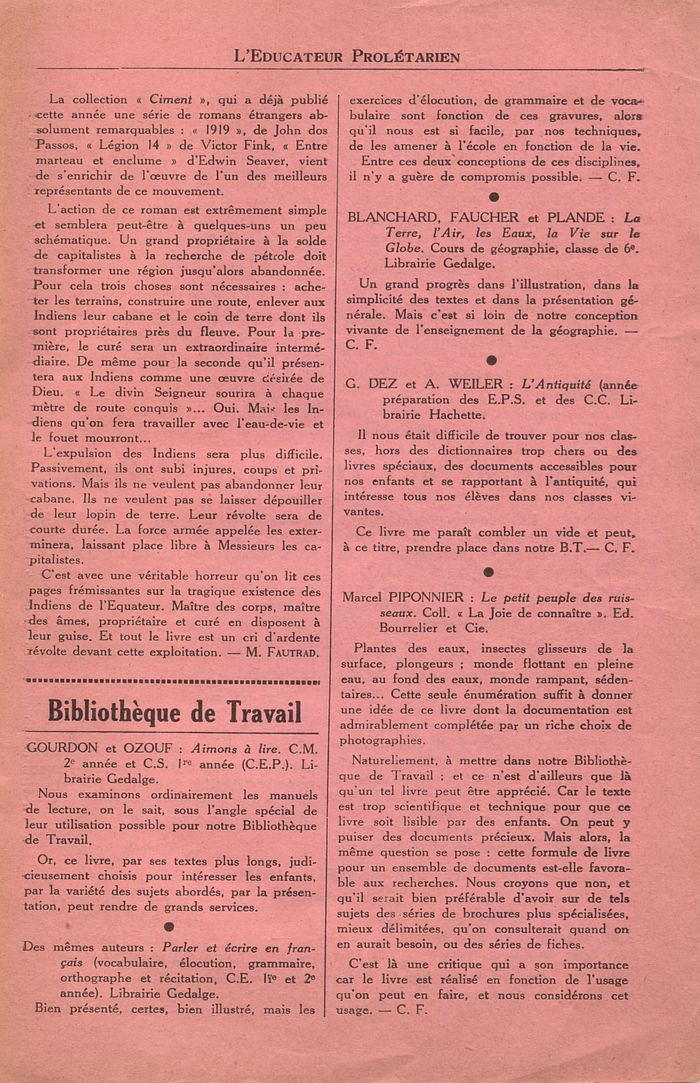 L'Educateur Prolétarien
La collection « Ciment », qui a déjà publié
cette année une série de romans étrangers ab-
solument remarquables : « 1919 », de John dos
Passos, « Légion 14 » de Victor Fink, « Entre
marteau et enclume » d'Edwin Seaver, vient
de s'enrichir de l'œuvre de l'un des meilleurs
représentants de ce mouvement.
L'action de ce roman est extrêmement simple
et semblera peut-être à quelques-uns un peu
schématique. Un grand propriétaire à la solde
de capitalistes à la recherche de pétrole doit
transformer une région jusqu'alors abandonnée.
Pour cela trois choses sont nécessaires : ache-
ter les terrains, construire une route, enlever aux
Indiens leur cabane et le coin de terre dont ils
sont propriétaires près du fleuve. Pour la pre-
mière, le curé sera un extraordinaire intermé-
diaire. De même pour la seconde qu'il présen-
tera aux Indiens comme une œuvre désirée de
Dieu. « Le divin Seigneur sourira à chaque
mètre de route conquis »... Oui. Mais les In-
diens qu'on fera travailler avec l'eau-de-vie et
le fouet mourront...
L'expulsion des Indiens sera plus difficile.
Passivement, ils ont subi injures, coups et pri-
vations. Mais ils ne veulent pas abandonner leur
cabane. Ils ne veulent pas se laisser dépouiller
de leur lopin de terre. Leur révolte sera de
courte durée. La force armée appelée les exter-
minera, laissant place libre à Messieurs les ca-
pitalistes.
C'est avec une véritable horreur qu'on lit ces
pages frémissantes sur la tragique existence des
Indiens de l'Equateur. Maître des corps, maître
des âmes, propriétaire et curé en disposent à
leur guise. Et tout le livre est un cri d'ardente
révolte devant cette exploitation. — M. FAUTRAD.
Bibliothèque de Travail
GOURDON et OZOUF : Aimons à lire. C.M.
2e année et C.S. 1re année (C.E.P.). Li-
brairie Gedalge.
Nous examinons ordinairement les manuels
de lecture, on le sait, sous l'angle spécial de
leur utilisation possible pour notre Bibliothèque
de Travail.
Or, ce livre, par ses textes plus longs, judi-
cieusement choisis pour intéresser les enfants,
par la variété des sujets abordés, par la présen-
tation, peut rendre de grands services.
Des mêmes auteurs : Parler et écrire en fran-
çais (vocabulaire, élocution, grammaire,
orthographe et récitation, C.E. 1re et 2e
année). Librairie Gedalge.
Bien présenté, certes, bien illustré, mais les
exercices d'élocution, de grammaire et de voca-
bulaire sont fonction de ces gravures, alors
qu'il nous est si facile, par nos techniques,
de les amener à l'école en fonction de la vie.
Entre ces deux conceptions de ces disciplines,
il n'y a guère de compromis possible. — C. F.
BLANCHARD, FAUCHER et PLANDE : La
Terre, l'Air, les Eaux, la Vie sur le
Globe. Cours de géographie, classe de 6e.
Librairie Gedalge.
Un grand progrès dans l'illustration, dans la
simplicité des textes et dans la présentation gé-
nérale. Mais c'est si loin de notre conception
vivante de l'enseignement de la géographie. —
C. F.
G. DEZ et A. WEILER : L'Antiquité (année
préparation des E.P.S. et des C.C. Li-
brairie Hachette.
Il nous était difficile de trouver pour nos clas-
ses, hors des dictionnaires trop chers ou des
livres spéciaux, des documents accessibles pour
nos enfants et se rapportant à l'antiquité, qui
intéresse tous nos élèves dans nos classes vi-
vantes.
Ce livre me paraît combler un vide et peut,
à ce titre, prendre place dans notre B.T.— C. F.
Marcel PIPONNIER : Le petit peuple des ruis-
seaux. Coll. « La Joie de connaître ». Ed.
Bourrelier et Cie.
Plantes des eaux, insectes glisseurs de la
surface, plongeurs ; monde flottant en pleine
eau, au fond des eaux, monde rampant, séden-
taires... Cette seule énumération suffit à donner
une idée de ce livre dont la documentation est
admirablement complétée par un riche choix de
photographies.
Naturellement, à mettre dans notre Bibliothè-
que de Travail ; et ce n'est d'ailleurs que là
qu'un tel livre peut être apprécié. Car le texte
est trop scientifique et technique pour que ce
livre soit lisible par des enfants. On peut y
puiser des documents précieux. Mais alors, la
même question se pose : cette formule de livre
pour un ensemble de documents est-elle favora-
ble aux recherches. Nous croyons que non, et
qu'il serait bien préférable d'avoir sur de tels
sujets des séries de brochures plus spécialisées,
mieux délimitées, qu'on consulterait quand on
en aurait besoin, ou des séries de fiches.
C'est là une critique qui a son importance
car le livre est réalisé en fonction de l'usage
qu'on peut en faire, et nous considérons cet
usage. — C. F.